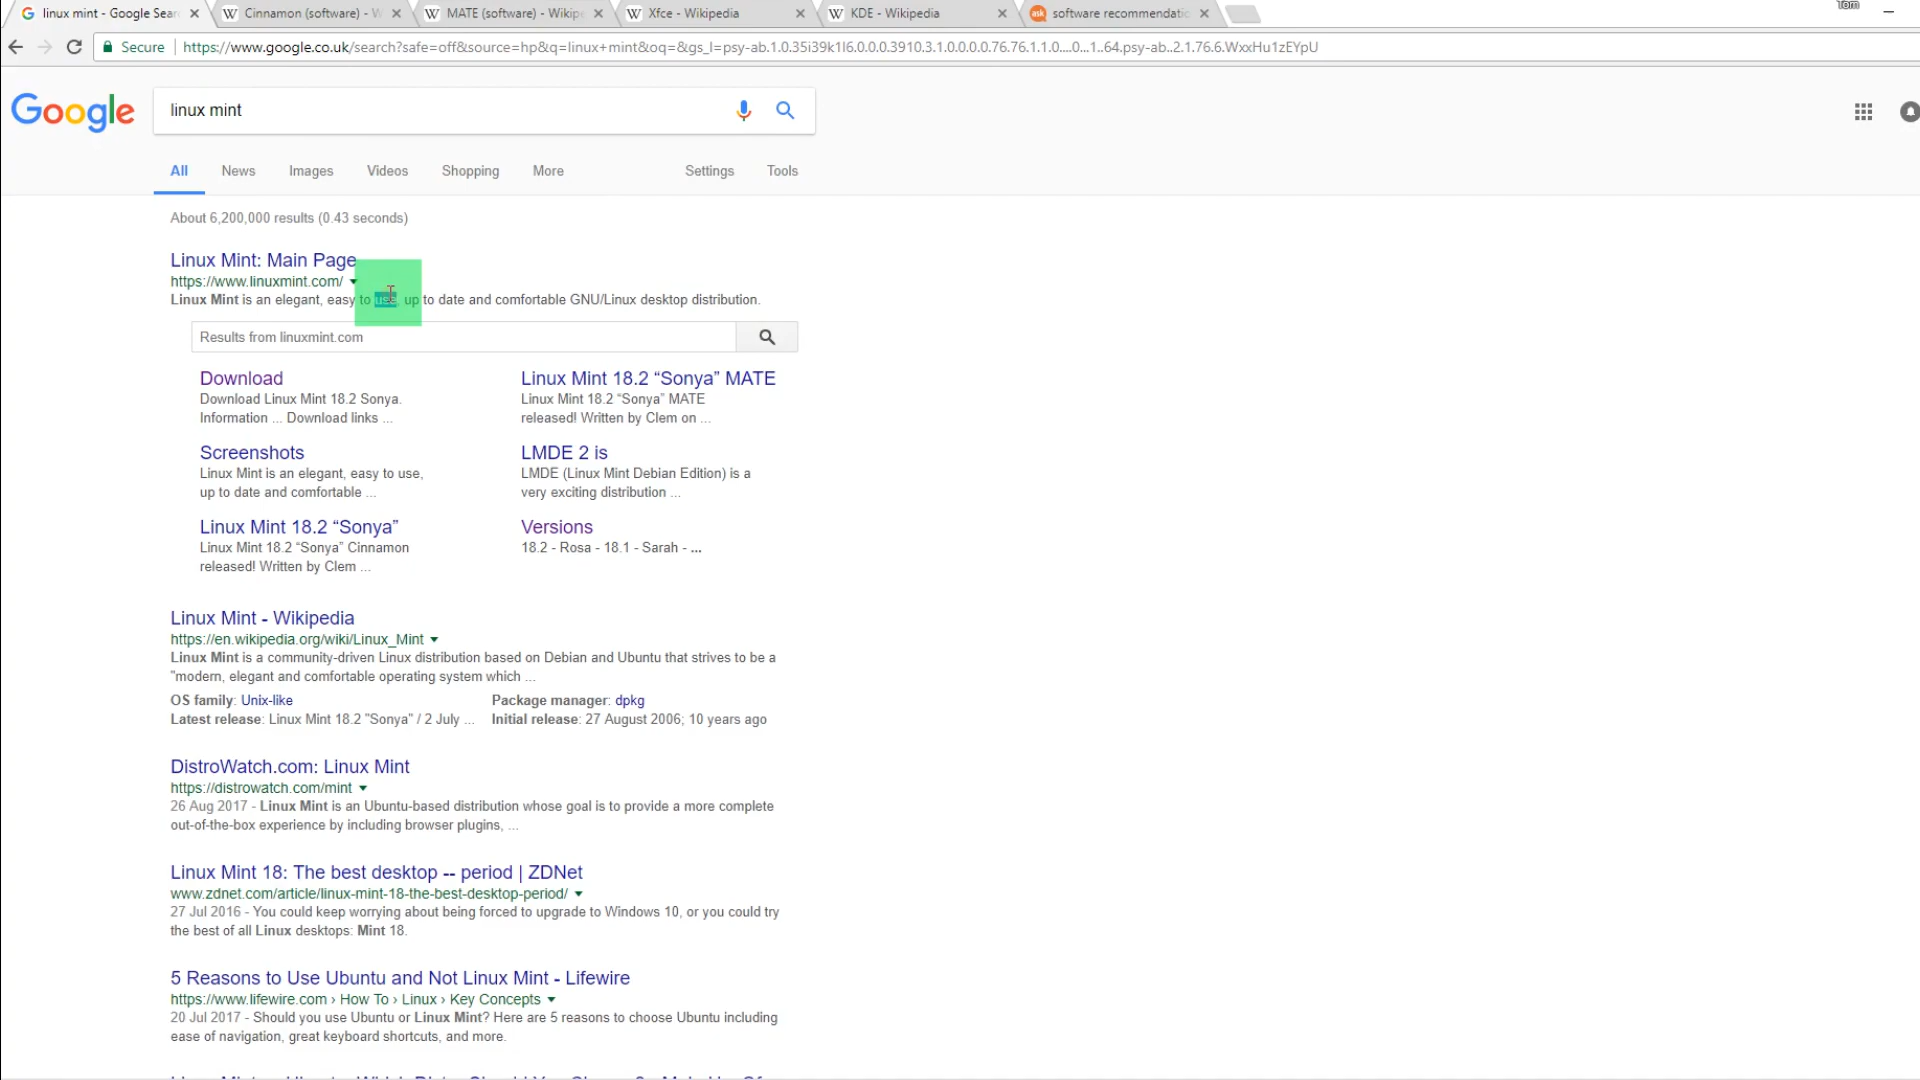 linux mint - Google Sear
Cinnamon (software) - W
MATE (software) - Wikip
Xfce - Wikipedia
KDE - Wikipedia
ask
software recommendatic
Tom
Secure
https://www.google.co.uk/search?safe=off&source=hp&q=linux+mint&oq=&gs_l=psy-ab.1.0.35i39k1l6.0.0.0.3910.3.1.0.0.0.0.76.76.1.1.0....0...1..64.psy-ab..2.1.76.6.WxxHu1zEYpU
Google
linux mint
All
News
Images
Videos
Shopping
More
Settings
Tools
About 6,200,000 results (0.43 seconds)
Linux Mint: Main Page
https://www.linuxmint.com/
Linux Mint is an elegant, easy to use, up to date and comfortable GNU/Linux desktop distribution.
Results from linuxmint.com
Download
Download Linux Mint 18.2 Sonya.
Information ... Download links ...
Linux Mint 18.2 “Sonya” MATE
Linux Mint 18.2 “Sonya” MATE
released! Written by Clem on ...
Screenshots
Linux Mint is an elegant, easy to use,
up to date and comfortable ...
LMDE 2 is
LMDE (Linux Mint Debian Edition) is a
very exciting distribution ...
Linux Mint 18.2 “Sonya”
Linux Mint 18.2 “Sonya” Cinnamon
released! Written by Clem ...
Versions
18.2 - Rosa - 18.1 - Sarah - ...
Linux Mint - Wikipedia
https://en.wikipedia.org/wiki/Linux_Mint
Linux Mint is a community-driven Linux distribution based on Debian and Ubuntu that strives to be a
"modern, elegant and comfortable operating system which ...
OS family: Unix-like
Package manager: dpkg
Latest release: Linux Mint 18.2 "Sonya" / 2 July ...
Initial release: 27 August 2006; 10 years ago
DistroWatch.com: Linux Mint
https://distrowatch.com/mint
26 Aug 2017 - Linux Mint is an Ubuntu-based distribution whose goal is to provide a more complete
out-of-the-box experience by including browser plugins, ...
Linux Mint 18: The best desktop -- period | ZDNet
www.zdnet.com/article/linux-mint-18-the-best-desktop-period/
27 Jul 2016 - You could keep worrying about being forced to upgrade to Windows 10, or you could try
the best of all Linux desktops: Mint 18.
5 Reasons to Use Ubuntu and Not Linux Mint - Lifewire
https://www.lifewire.com › How To › Linux › Key Concepts
20 Jul 2017 - Should you use Ubuntu or Linux Mint? Here are 5 reasons to choose Ubuntu including
ease of navigation, great keyboard shortcuts, and more.